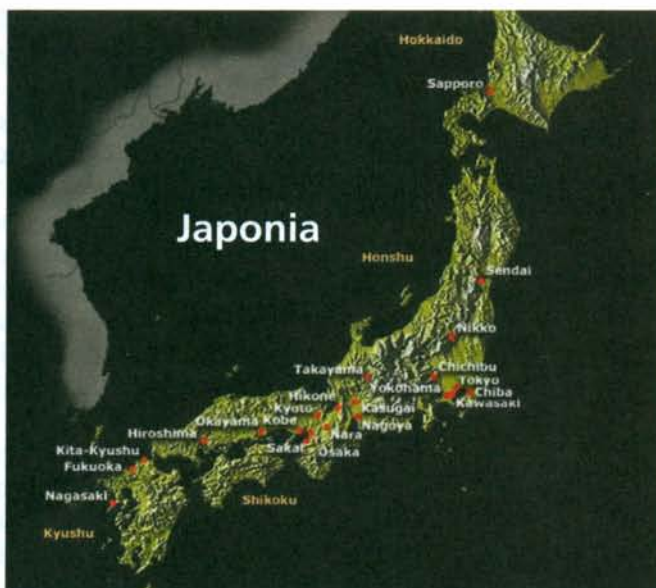 Hokkaido
Sapporo
Japonia
Honshu
Sendai
Nikko
Takayama
Chichibu
Tokyo
Yokohama
Chiba
Hikone
Kasugai
Kawasaki
Kyoto
Okayama
Kobe
Nagoya
Hiroshima
Nara
Sakai
Osaka
Kita-Kyushu
Fukuoka
Nagasaki
Shikoku
Kyushu